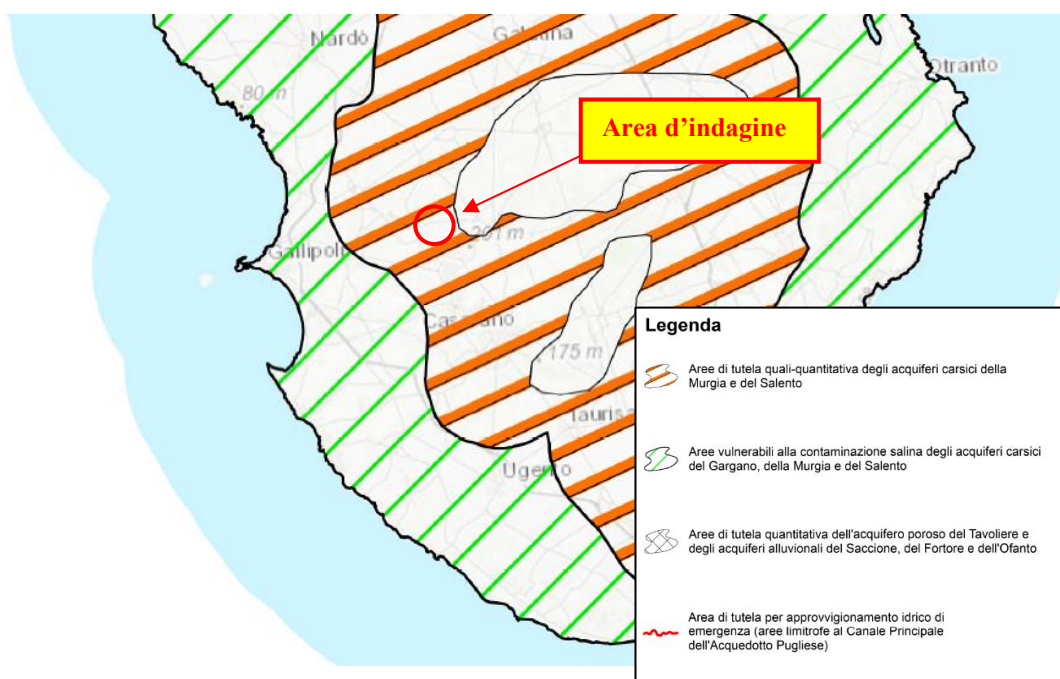 Nardò
Galatina
Otranto
80 m
Area d'indagine
201 m
Gallipoli
Casarano
175 m
Taurisa
Ugento
Legenda
Aree di tutela quali-quantitativa degli acquiferi carsici della
Murgia e del Salento
Aree vulnerabili alla contaminazione salina degli acquiferi carsici
del Gargano, della Murgia e del Salento
Aree di tutela quantitativa dell'acquifero poroso del Tavoliere e
degli acquiferi alluvionali del Saccione, del Fortore e dell'Ofanto
Area di tutela per approvvigionamento idrico di
emergenza (aree limitrofe al Canale Principale
dell'Acquedotto Pugliese)